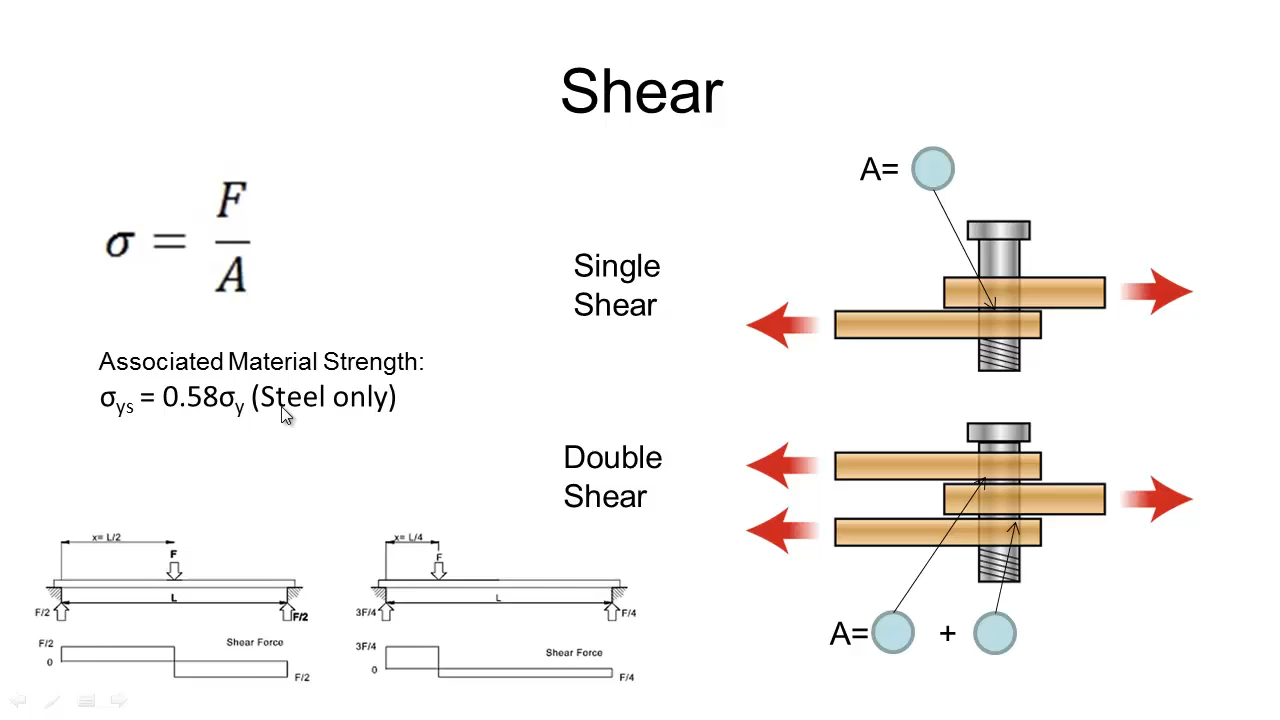 Shear
σ = F/A
Associated Material Strength:
σys = 0.58σy (Steel only)
Single
Shear
A=
Double
Shear
A= +
x= L/2
F
L
F/2
F/2
F/2
0
Shear Force
F/2
x= L/4
F
L
3F/4
F/4
3F/4
0
Shear Force
F/4